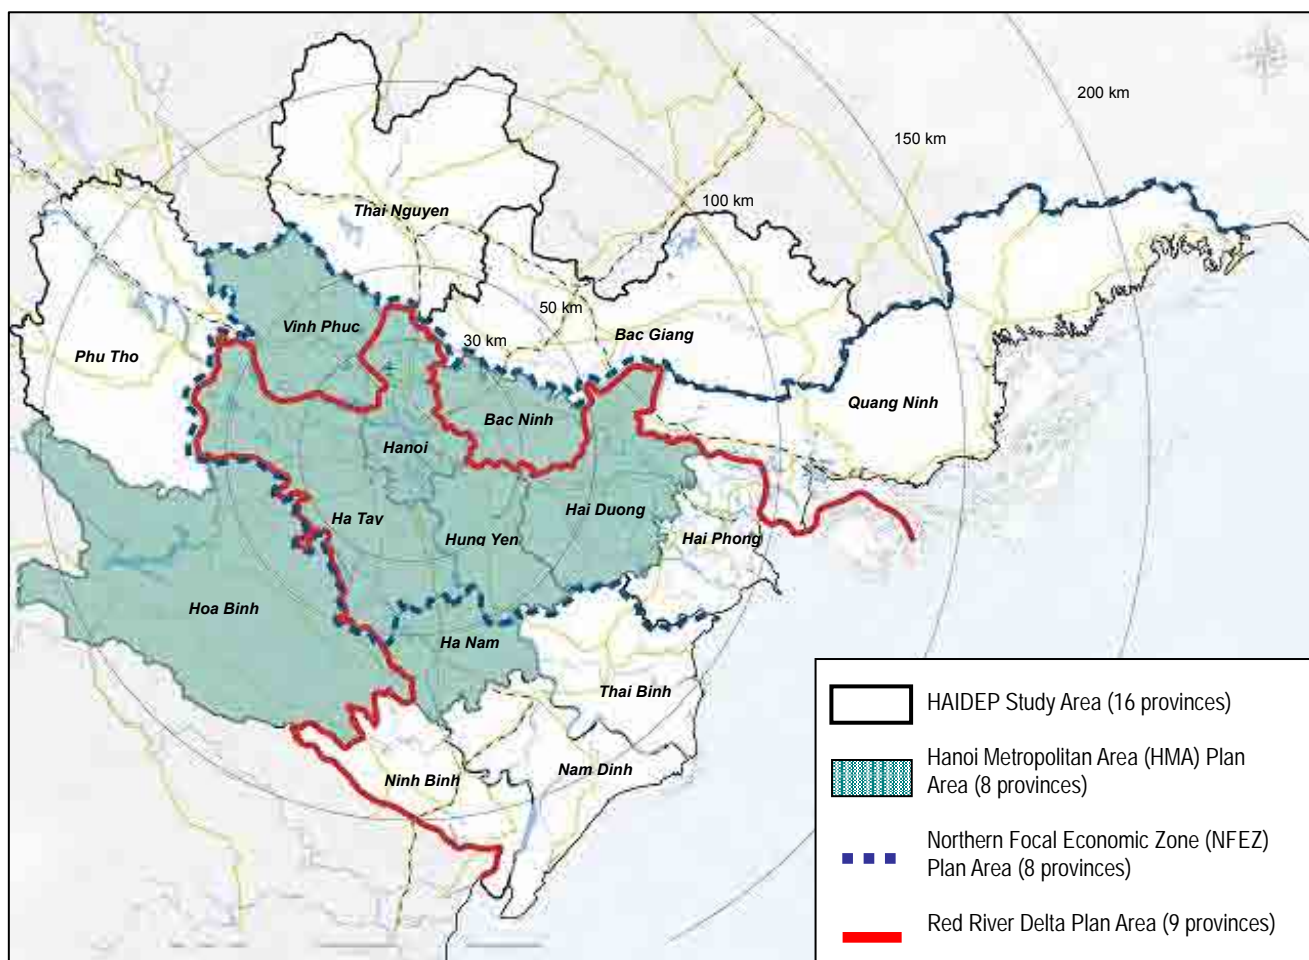 200 km
150 km
100 km
Thai Nguyen
50 km
Vinh Phuc
30 km
Bac Giang
Phu Tho
Quang Ninh
Bac Ninh
Hanoi
Ha Tay
Hai Duong
Hung Yen
Hai Phong
Hoa Binh
Ha Nam
Thai Binh
Ninh Binh
Nam Dinh
HAIDEP Study Area (16 provinces)
Hanoi Metropolitan Area (HMA) Plan
Area (8 provinces)
Northern Focal Economic Zone (NFEZ)
Plan Area (8 provinces)
Red River Delta Plan Area (9 provinces)